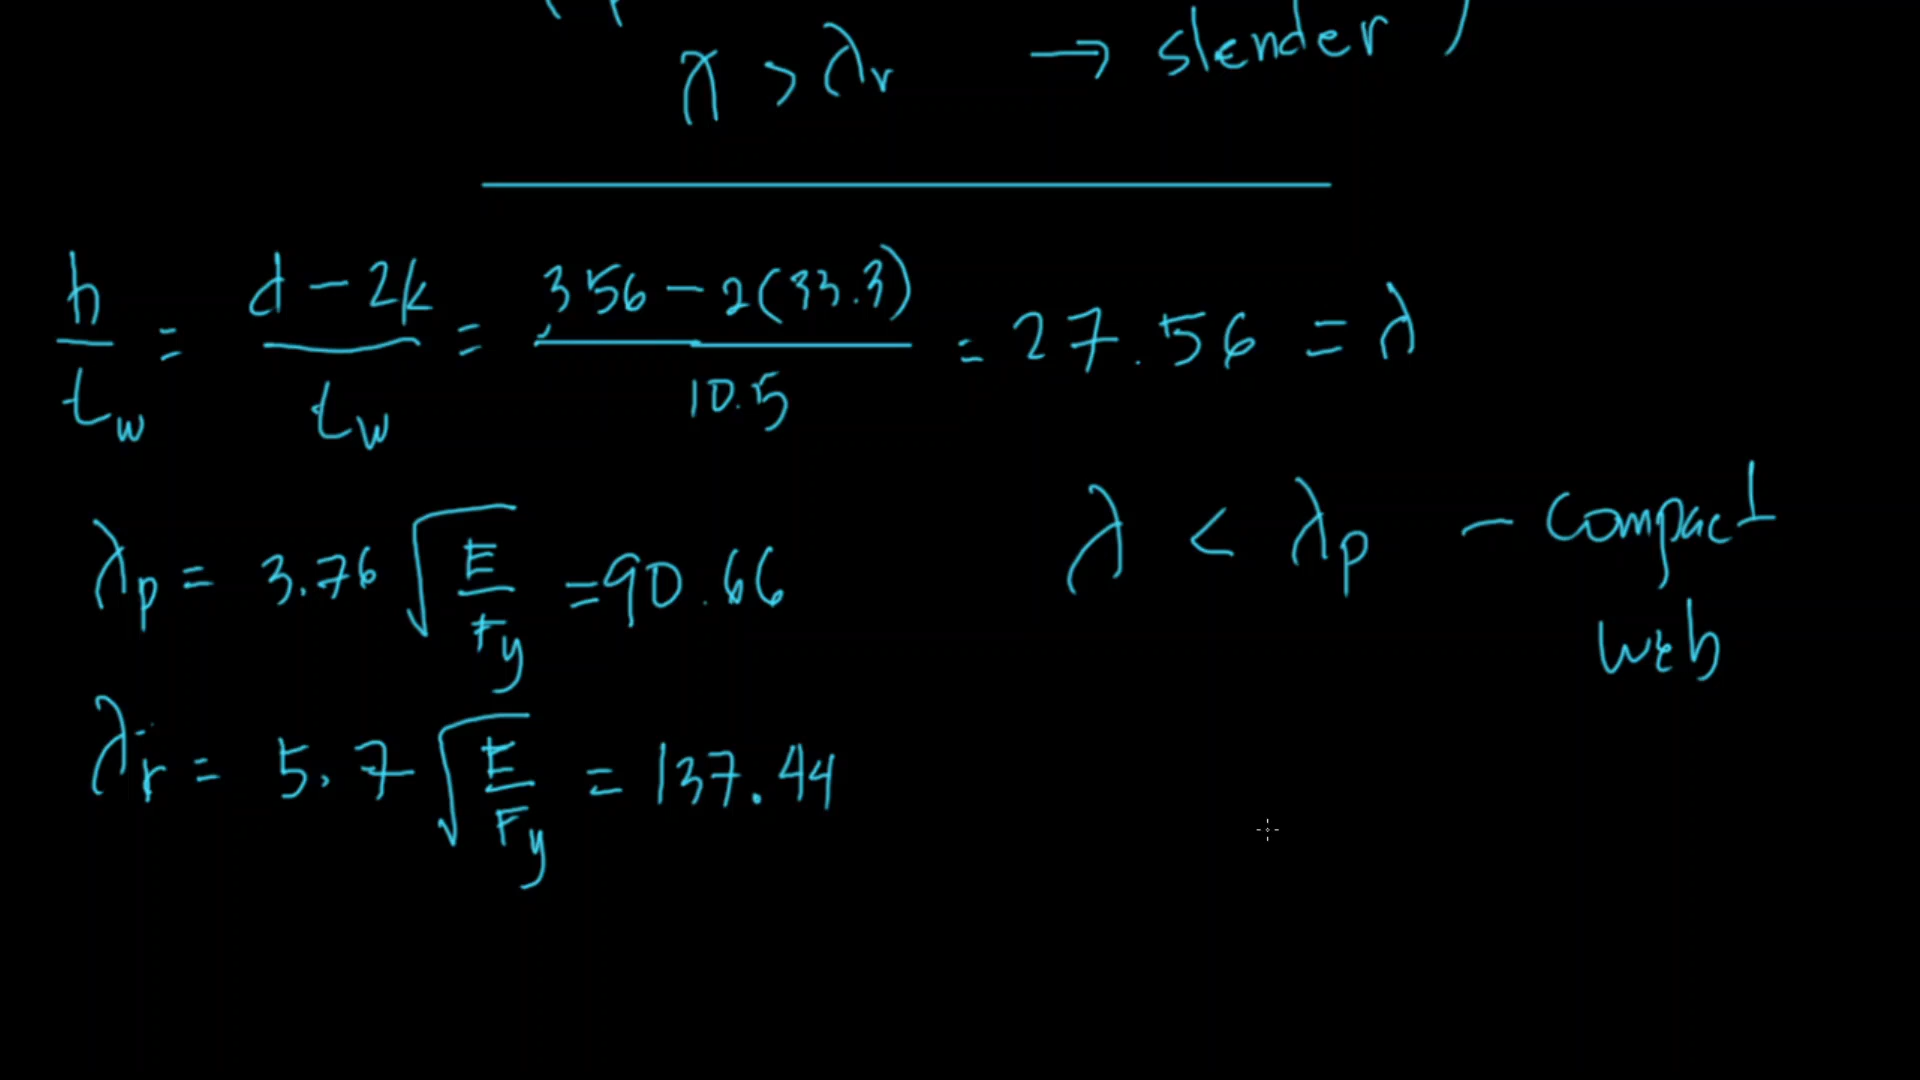 λ > λr → slender )
h/tw = d - 2k / tw = 356 - 2(33.3) / 10.5 = 27.56 = λ
λp = 3.76 √(E/Fy) = 90.66
λ < λp - compact
web
λr = 5.7 √(E/Fy) = 137.44